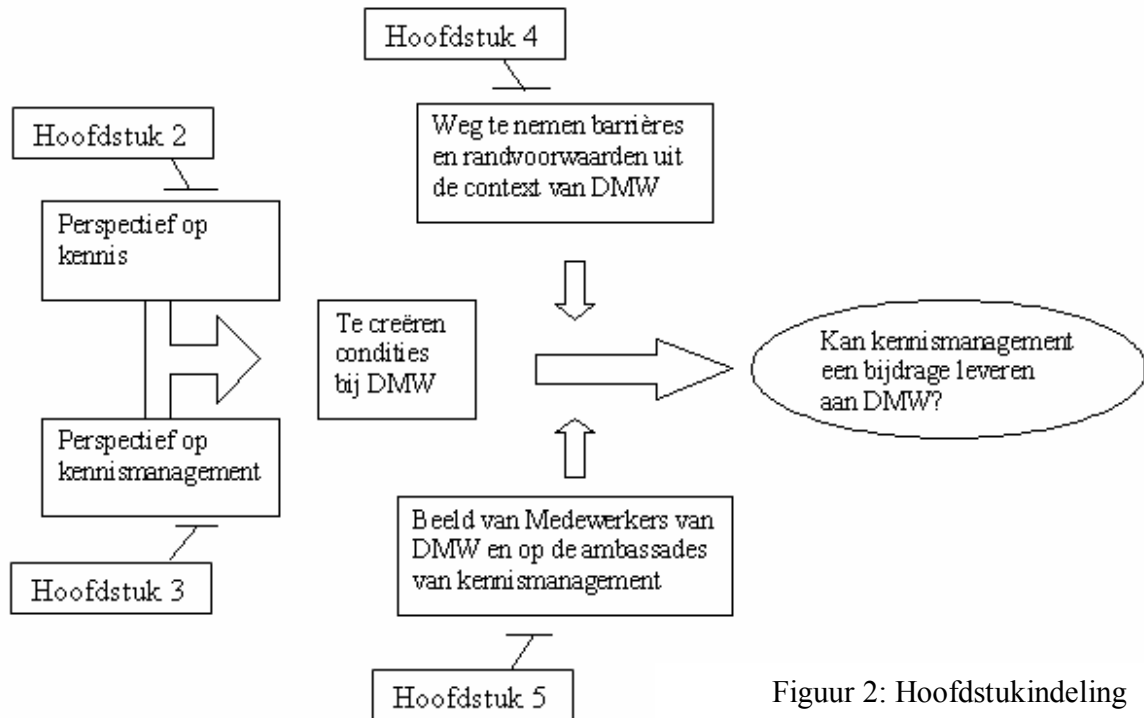 Hoofdstuk 4
Weg te nemen barrières
en randvoorwaarden uit
de context van DMW
Hoofdstuk 2
Perspectief op
kennis
Te creëren
condities
bij DMW
Kan kennismanagement
een bijdrage leveren
aan DMW?
Perspectief op
kennismanagement
Hoofdstuk 3
Beeld van Medewerkers van
DMW en op de ambassades
van kennismanagement
Hoofdstuk 5
Figuur 2: Hoofdstukindeling